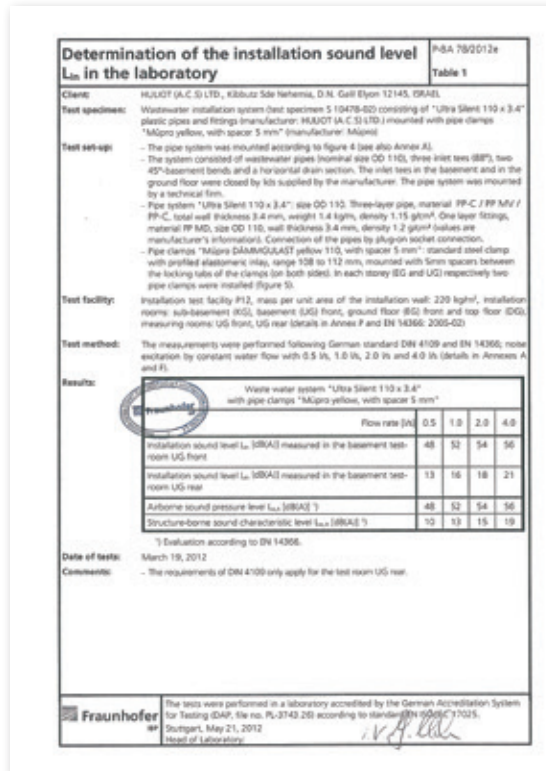 Determination of the installation sound level
L_In in the laboratory
P-BA 78/2012e
Table 1
Client: HULIOT (A.C.S) LTD., Kibbutz Sde Nehemia, D.N. Galil Elyon 12145, ISRAEL
Test specimen: Wastewater installation system (test specimen S 10478-02) consisting of "Ultra Silent 110 x 3.4"
plastic pipes and fittings (manufacturer: HULIOT (A.C.S) LTD.) mounted with pipe clamps
"Müpro yellow, with spacer 5 mm" (manufacturer: Müpro)
Test set-up: - The pipe system was mounted according to figure 4 (see also Annex A).
- The system consisted of wastewater pipes (nominal size OD 110), three inlet tees (88°), two
45°-basement bends and a horizontal drain section. The inlet tees in the basement and in the
ground floor were closed by lids supplied by the manufacturer. The pipe system was mounted
by a technical firm.
- Pipe system "Ultra Silent 110 x 3.4": size OD 110. Three-layer pipe, material PP-C / PP MV /
PP-C, total wall thickness 3.4 mm, weight 1.4 kg/m, density 1.15 g/cm³. One layer fittings,
material PP MD, size OD 110, wall thickness 3.4 mm, density 1.2 g/cm³ (values are
manufacturer's information). Connection of the pipes by plug-on socket connection.
- Pipe clamps "Müpro DÄMMGULAST yellow 110, with spacer 5 mm": standard steel clamp
with profiled elastomeric inlay, range 108 to 112 mm, mounted with 5mm spacers between
the locking tabs of the clamps (on both sides). In each storey (EG and UG) respectively two
pipe clamps were installed (figure 5).
Test facility: Installation test facility P12, mass per unit area of the installation wall: 220 kg/m², installation
rooms: sub-basement (KG), basement (UG) front, ground floor (EG) front and top floor (DG),
measuring rooms: UG front, UG rear (details in Annex P and EN 14366: 2005-02)
Test method: The measurements were performed following German standard DIN 4109 and EN 14366; noise
excitation by constant water flow with 0.5 l/s, 1.0 l/s, 2.0 l/s and 4.0 l/s (details in Annexes A
and F).
Results:
Fraunhofer
Waste water system "Ultra Silent 110 x 3.4"
with pipe clamps "Müpro yellow, with spacer 5 mm"
Flow rate [l/s] 0.5 1.0 2.0 4.0
Installation sound level L_In [dB(A)] measured in the basement test-
room UG front 48 52 54 56
Installation sound level L_In [dB(A)] measured in the basement test-
room UG rear 13 16 18 21
Airborne sound pressure level L_a,A [dB(A)] ¹) 48 52 54 56
Structure-borne sound characteristic level L_sc,A [dB(A)] ¹) 10 13 15 19
¹) Evaluation according to EN 14366.
Date of tests: March 19, 2012
Comments: - The requirements of DIN 4109 only apply for the test room UG rear.
Fraunhofer
IBP
The tests were performed in a laboratory accredited by the German Accreditation System
for Testing (DAP, file no. PL-3743.26) according to standard EN ISO/IEC 17025.
Stuttgart, May 21, 2012
Head of Laboratory: